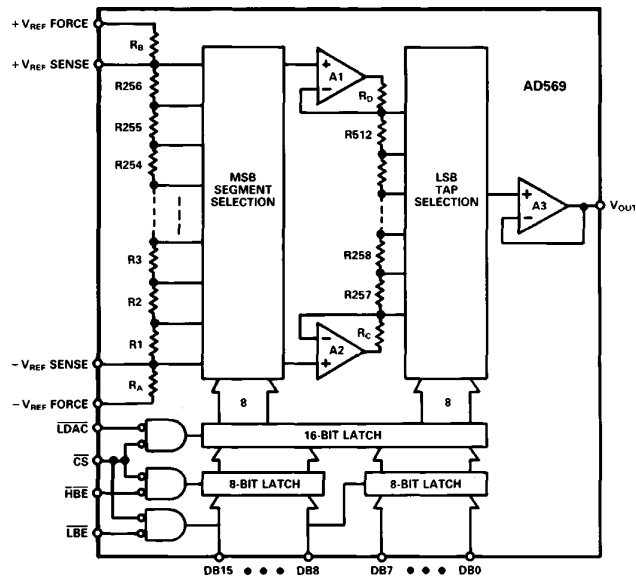 + VREF FORCE
RB
+ VREF SENSE
R256
R255
R254
R3
R2
R1
− VREF SENSE
RA
− VREF FORCE
MSB
SEGMENT
SELECTION
+
A1
−
RD
R512
R258
R257
RC
−
A2
+
LSB
TAP
SELECTION
AD569
+
A3
−
VOUT
8
8
LDAC
16-BIT LATCH
CS
8-BIT LATCH
8-BIT LATCH
HBE
LBE
DB15 • • • • DB8 DB7 • • • • DB0